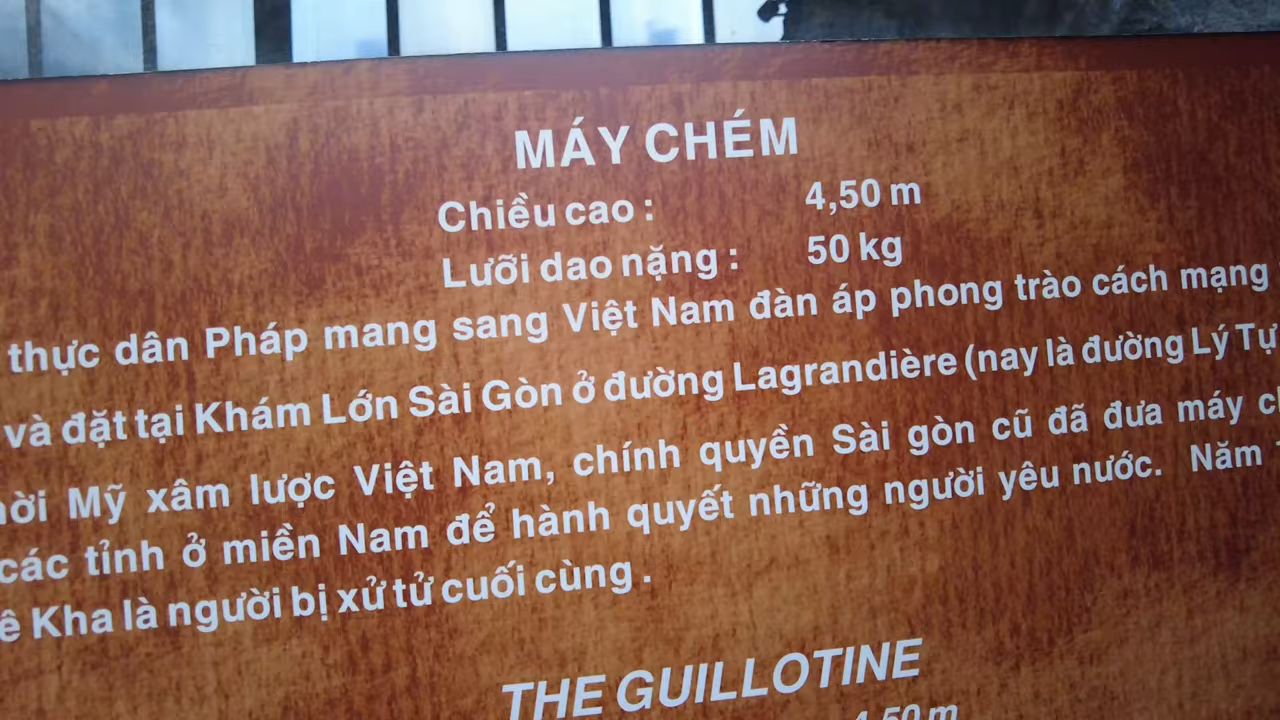 MÁY CHÉM
Chiều cao : 4,50 m
Lưỡi dao nặng : 50 kg
thực dân Pháp mang sang Việt Nam đàn áp phong trào cách mạng
và đặt tại Khám Lớn Sài Gòn ở đường Lagrandière (nay là đường Lý Tự
Mỹ xâm lược Việt Nam, chính quyền Sài gòn cũ đã đưa máy
các tỉnh ở miền Nam để hành quyết những người yêu nước. Năm
Kha là người bị xử tử cuối cùng .
THE GUILLOTINE
4,50 m